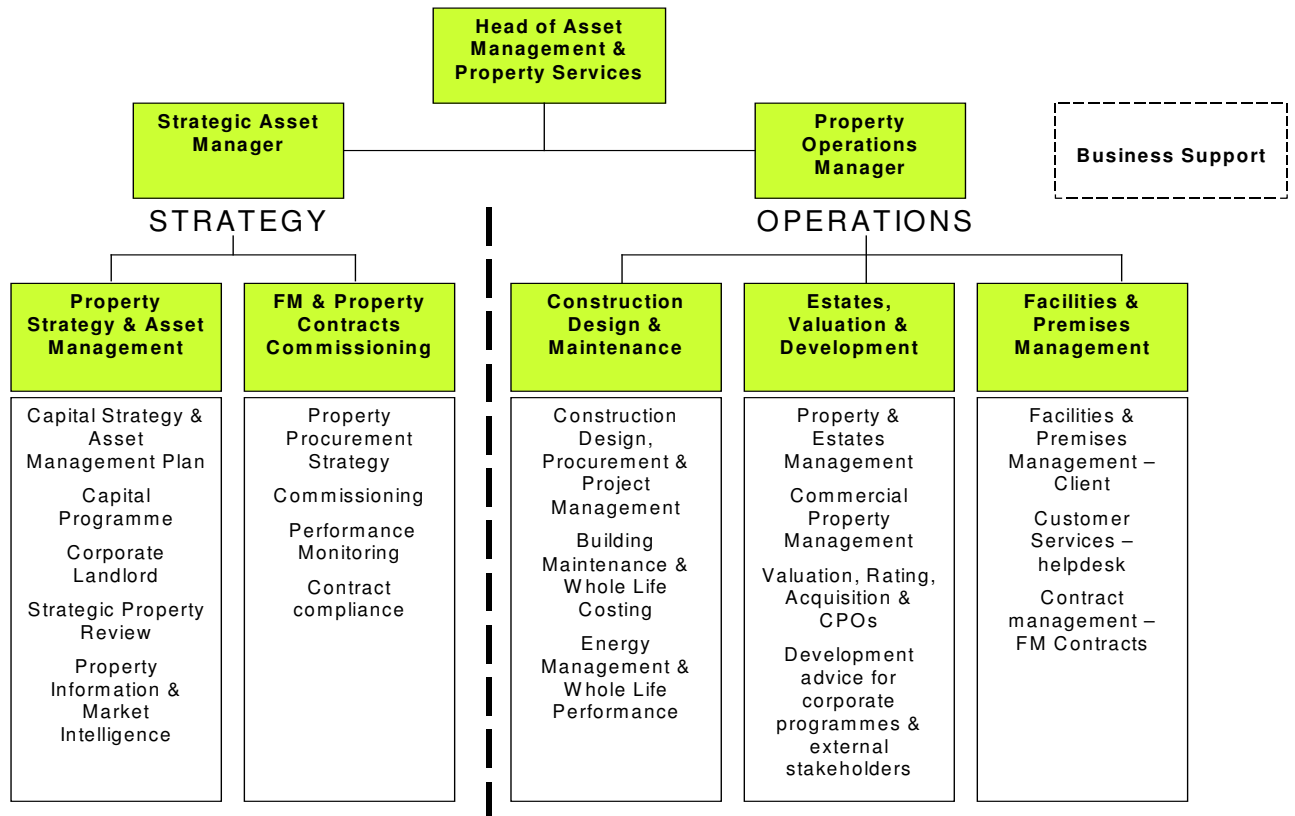 Head of Asset
Management &
Property Services
Strategic Asset
Manager
Property
Operations
Manager
Business Support
STRATEGY
OPERATIONS
Property
Strategy & Asset
Management
FM & Property
Contracts
Commissioning
Construction
Design &
Maintenance
Estates,
Valuation &
Development
Facilities &
Premises
Management
Capital Strategy &
Asset
Management Plan
Capital
Programme
Corporate
Landlord
Strategic Property
Review
Property
Information &
Market
Intelligence
Property
Procurement
Strategy
Commissioning
Performance
Monitoring
Contract
compliance
Construction
Design,
Procurement &
Project
Management
Building
Maintenance &
Whole Life
Costing
Energy
Management &
Whole Life
Performance
Property &
Estates
Management
Commercial
Property
Management
Valuation, Rating,
Acquisition &
CPOs
Development
advice for
corporate
programmes &
external
stakeholders
Facilities &
Premises
Management –
Client
Customer
Services –
helpdesk
Contract
management –
FM Contracts